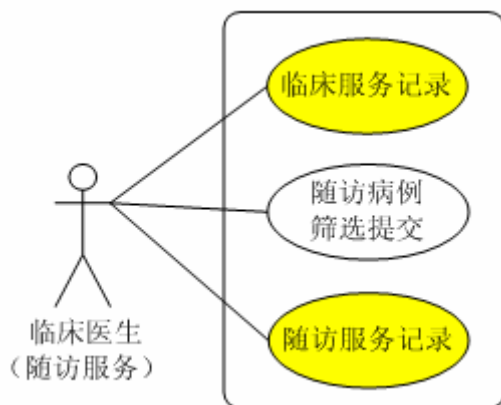 临床服务记录
随访病例
筛选提交
随访服务记录
临床医生
（随访服务）